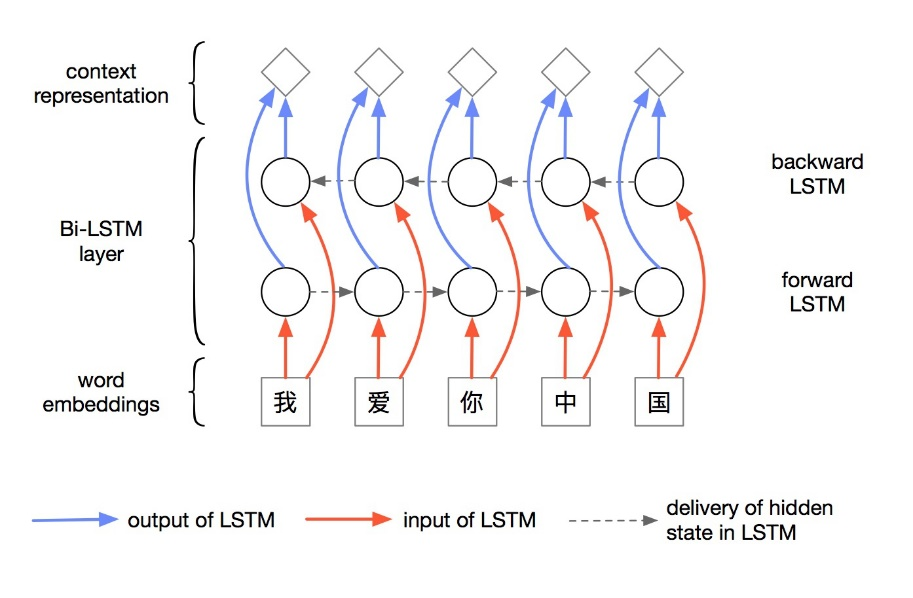 context
representation
backward
LSTM
Bi-LSTM
layer
forward
LSTM
word
embeddings
我 爱 你 中 国
output of LSTM
input of LSTM
delivery of hidden
state in LSTM